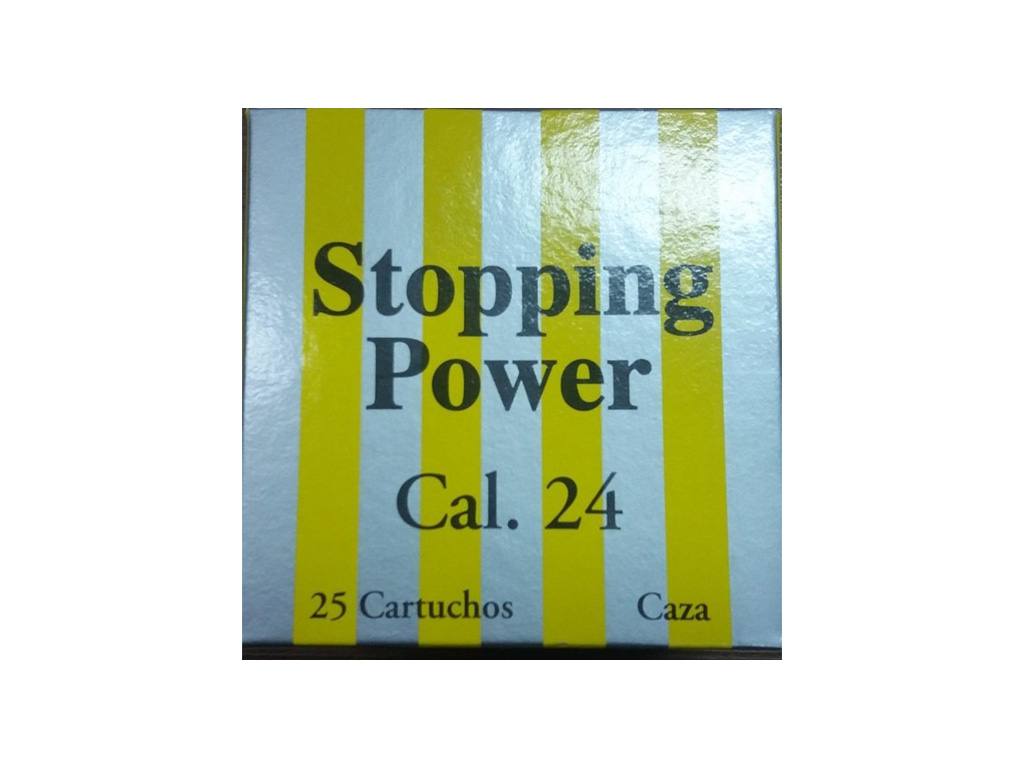 Stopping
Power
Cal. 24
25 Cartuchos Caza